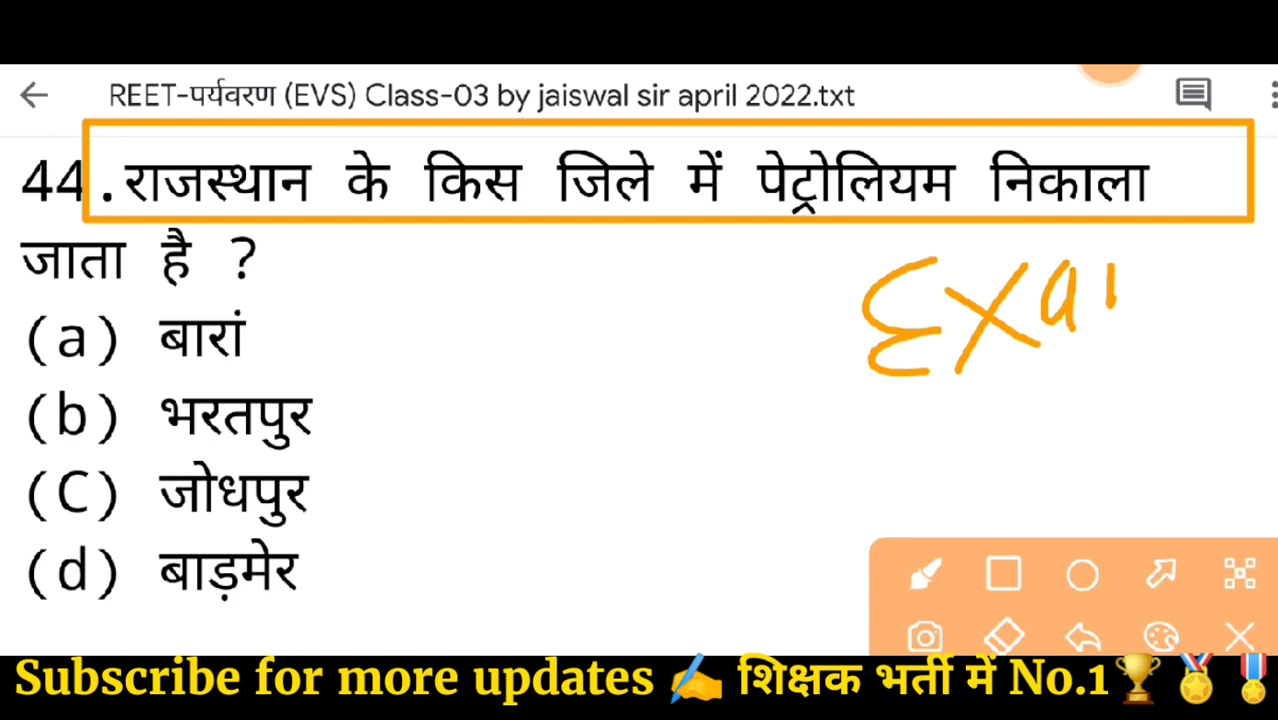 REET-पर्यवरण (EVS) Class-03 by jaiswal sir april 2022.txt
44.राजस्थान के किस जिले में पेट्रोलियम निकाला
जाता है ?
Exa
(a) बारां
(b) भरतपुर
(C) जोधपुर
(d) बाड़मेर
Subscribe for more updates ✍️ शिक्षक भर्ती में No.1🏆🥇🎖️